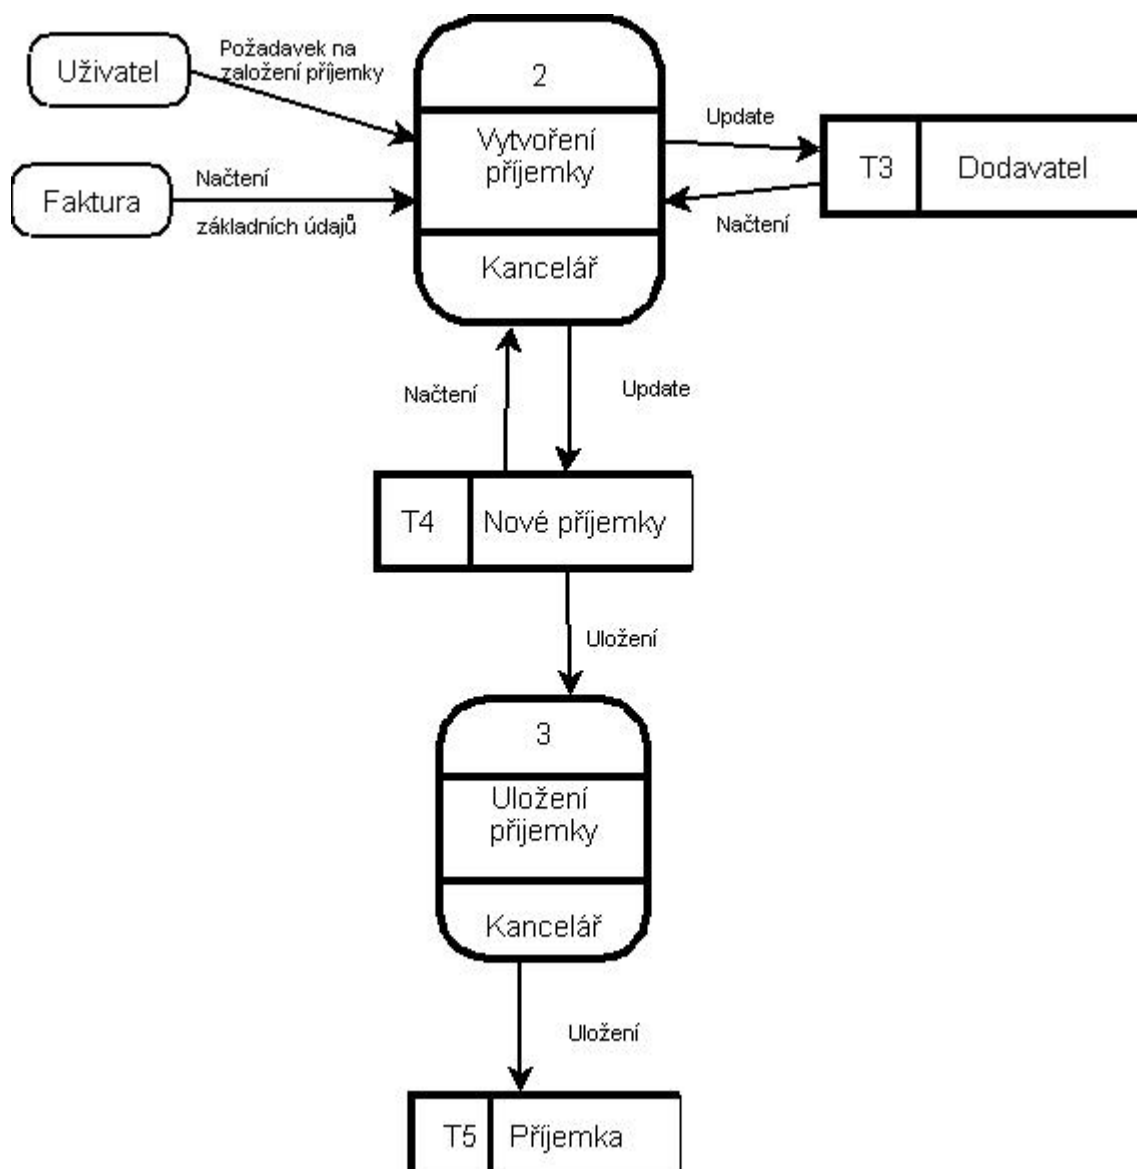 Uživatel
Požadavek na
založení příjemky
2
Vytvoření
příjemky
Kancelář
Update
T3
Dodavatel
Načtení
Faktura
Načtení
základních údajů
Načtení
Update
T4
Nové příjemky
Uložení
3
Uložení
přijemky
Kancelář
Uložení
T5
Příjemka